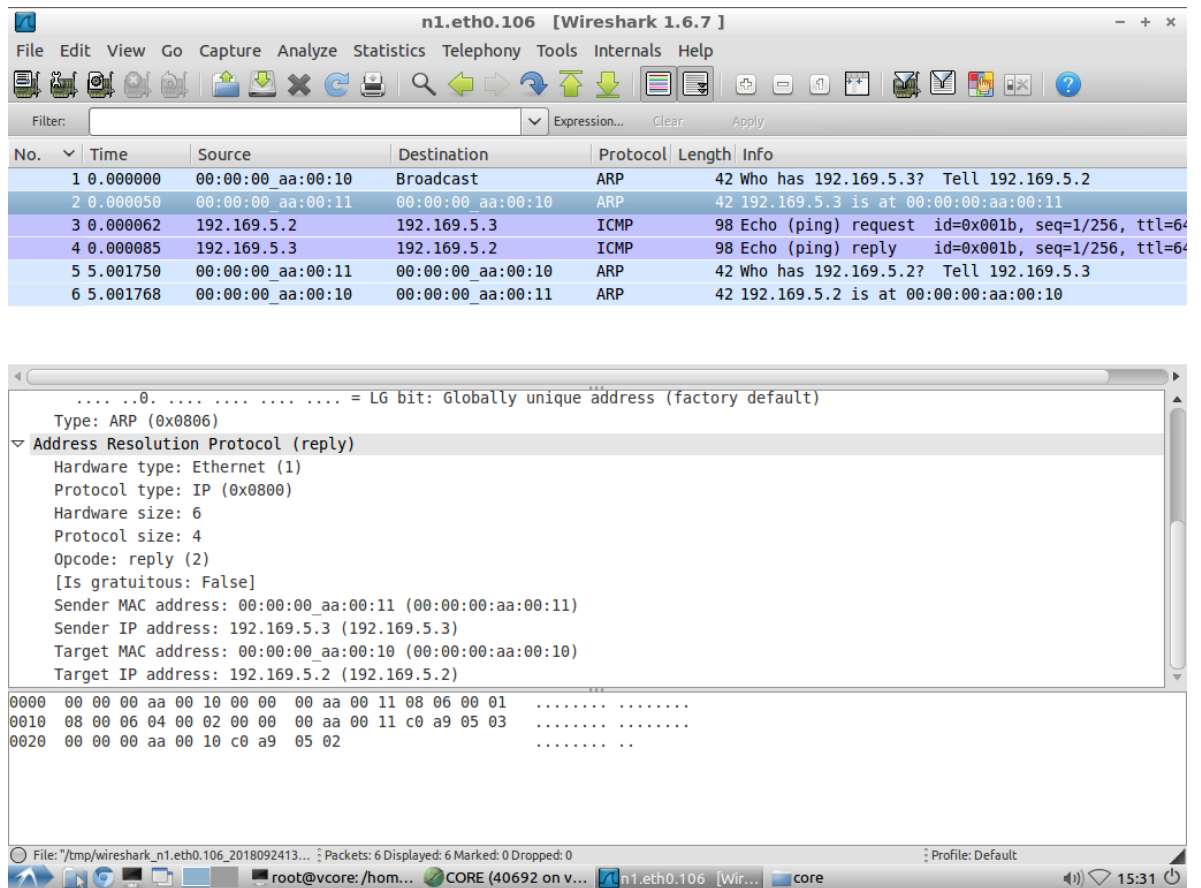 n1.eth0.106 [Wireshark 1.6.7 ]
File Edit View Go Capture Analyze Statistics Telephony Tools Internals Help
Filter: Expression... Clear Apply
No. Time Source Destination Protocol Length Info
1 0.000000 00:00:00_aa:00:10 Broadcast ARP 42 Who has 192.169.5.3? Tell 192.169.5.2
2 0.000050 00:00:00_aa:00:11 00:00:00_aa:00:10 ARP 42 192.169.5.3 is at 00:00:00:aa:00:11
3 0.000062 192.169.5.2 192.169.5.3 ICMP 98 Echo (ping) request id=0x001b, seq=1/256, ttl=64
4 0.000085 192.169.5.3 192.169.5.2 ICMP 98 Echo (ping) reply id=0x001b, seq=1/256, ttl=64
5 5.001750 00:00:00_aa:00:11 00:00:00_aa:00:10 ARP 42 Who has 192.169.5.2? Tell 192.169.5.3
6 5.001768 00:00:00_aa:00:10 00:00:00_aa:00:11 ARP 42 192.169.5.2 is at 00:00:00:aa:00:10
.... ..0. .... .... .... .... = LG bit: Globally unique address (factory default)
Type: ARP (0x0806)
Address Resolution Protocol (reply)
Hardware type: Ethernet (1)
Protocol type: IP (0x0800)
Hardware size: 6
Protocol size: 4
Opcode: reply (2)
[Is gratuitous: False]
Sender MAC address: 00:00:00_aa:00:11 (00:00:00:aa:00:11)
Sender IP address: 192.169.5.3 (192.169.5.3)
Target MAC address: 00:00:00_aa:00:10 (00:00:00:aa:00:10)
Target IP address: 192.169.5.2 (192.169.5.2)
0000 00 00 00 aa 00 10 00 00 00 aa 00 11 08 06 00 01 ........ ........
0010 08 00 06 04 00 02 00 00 00 aa 00 11 c0 a9 05 03 ........ ........
0020 00 00 00 aa 00 10 c0 a9 05 02 ........ ..
File: "/tmp/wireshark_n1.eth0.106_2018092413... Packets: 6 Displayed: 6 Marked: 0 Dropped: 0 Profile: Default
root@vcore: /hom... CORE (40692 on v... n1.eth0.106 [Wir... core 15:31